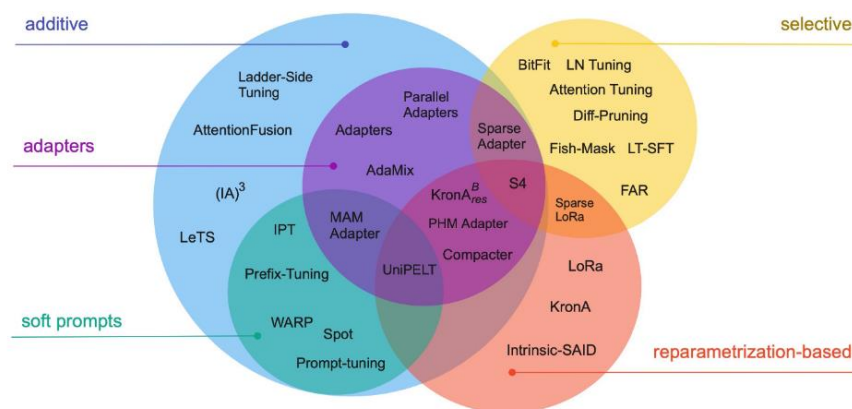 additive
selective
Ladder-Side
Tuning
AttentionFusion
(IA)³
LeTS
adapters
Parallel
Adapters
Adapters
AdaMix
Sparse
Adapter
BitFit
LN Tuning
Attention Tuning
Diff-Pruning
Fish-Mask
LT-SFT
FAR
KronA^B_res
S4
PHM Adapter
Compacter
MAM
Adapter
UniPELT
Sparse
LoRa
IPT
Prefix-Tuning
WARP
Spot
Prompt-tuning
soft prompts
LoRa
KronA
Intrinsic-SAID
reparametrization-based